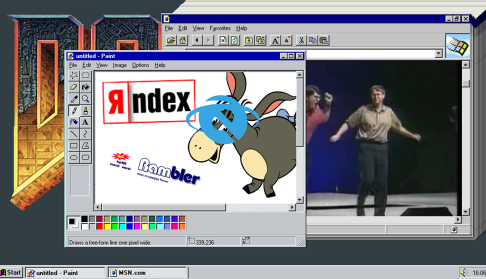 File Edit View Favorites Help
untitled - Paint
File Edit View Image Options Help
Яndex
Rambler
Draws a free-form line one pixel wide.
339,236
Start
untitled - Paint
MSN.com
16:06